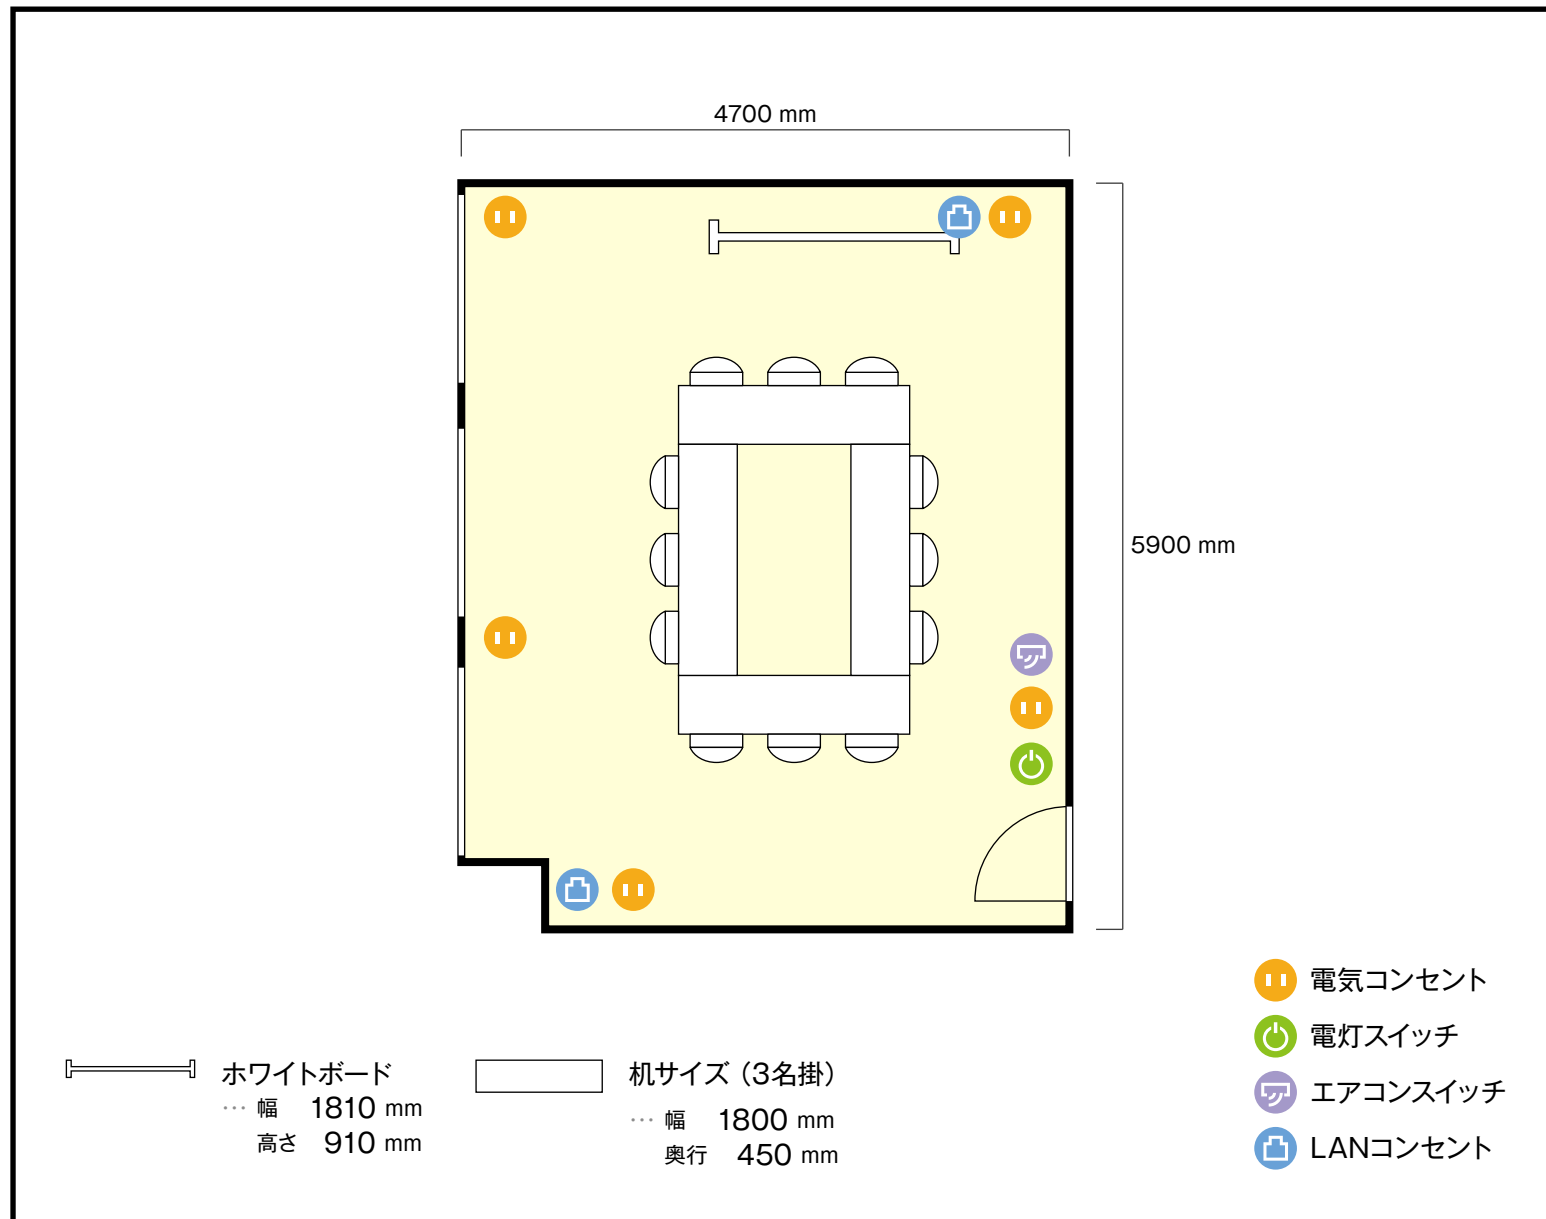 4700 mm
5900 mm
電気コンセント
電灯スイッチ
エアコンスイッチ
LANコンセント
ホワイトボード
… 幅 1810 mm
高さ 910 mm
机サイズ（3名掛）
… 幅 1800 mm
奥行 450 mm